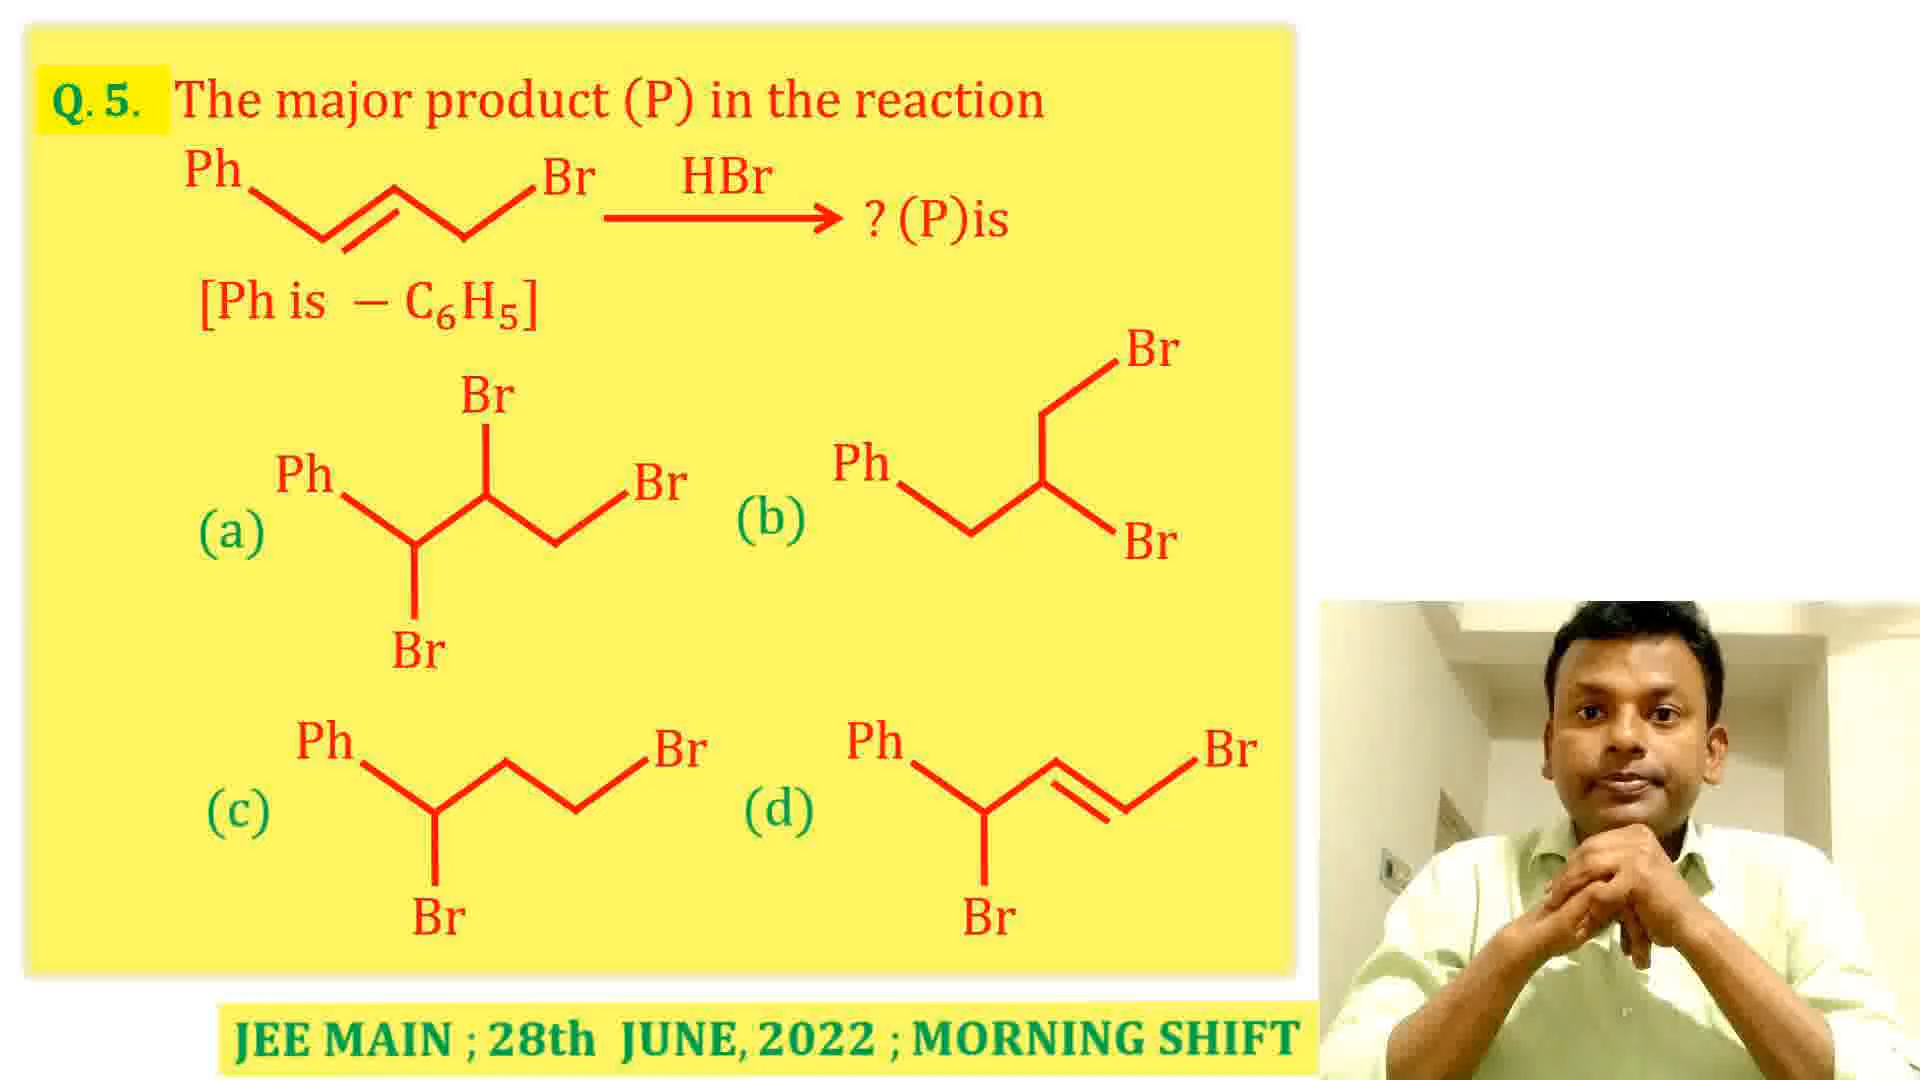 Q. 5. The major product (P) in the reaction
Ph Br HBr ? (P)is
[Ph is − C₆H₅]
(a) Ph Br Br Br
(b) Ph Br Br
(c) Ph Br Br
(d) Ph Br Br
JEE MAIN ; 28th JUNE, 2022 ; MORNING SHIFT